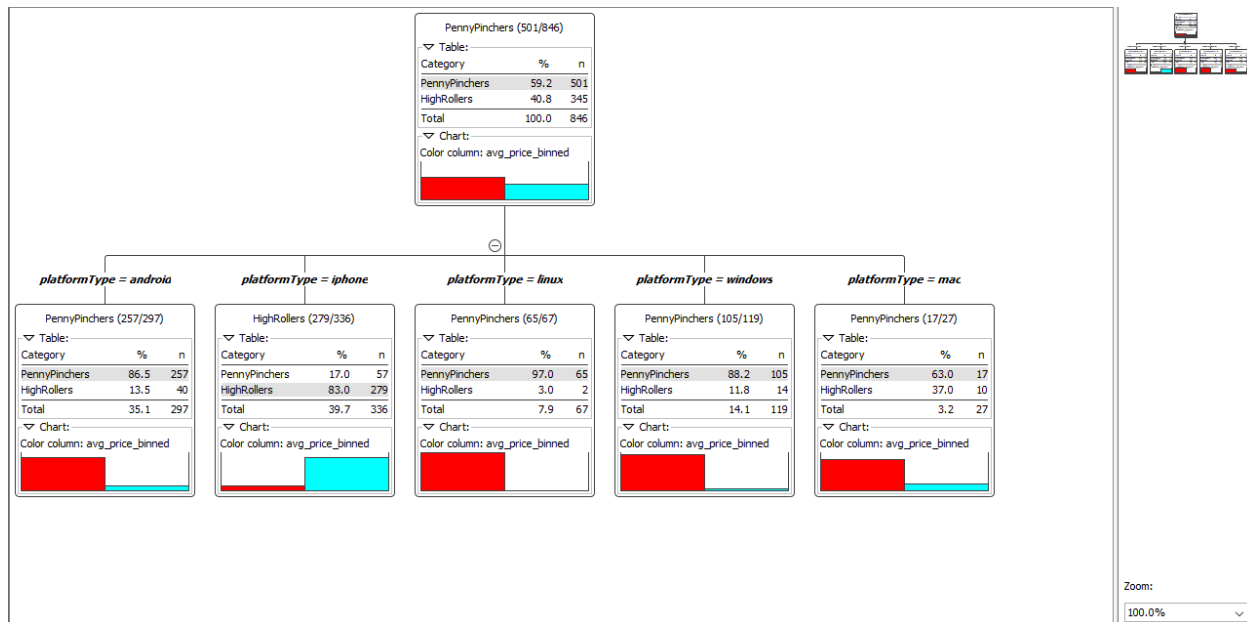 PennyPinchers (501/846)
Table:
Category % n
PennyPinchers 59.2 501
HighRollers 40.8 345
Total 100.0 846
Chart:
Color column: avg_price_binned
platformType = android
PennyPinchers (257/297)
Table:
Category % n
PennyPinchers 86.5 257
HighRollers 13.5 40
Total 35.1 297
Chart:
Color column: avg_price_binned
platformType = iphone
HighRollers (279/336)
Table:
Category % n
PennyPinchers 17.0 57
HighRollers 83.0 279
Total 39.7 336
Chart:
Color column: avg_price_binned
platformType = linux
PennyPinchers (65/67)
Table:
Category % n
PennyPinchers 97.0 65
HighRollers 3.0 2
Total 7.9 67
Chart:
Color column: avg_price_binned
platformType = windows
PennyPinchers (105/119)
Table:
Category % n
PennyPinchers 88.2 105
HighRollers 11.8 14
Total 14.1 119
Chart:
Color column: avg_price_binned
platformType = mac
PennyPinchers (17/27)
Table:
Category % n
PennyPinchers 63.0 17
HighRollers 37.0 10
Total 3.2 27
Chart:
Color column: avg_price_binned
Zoom:
100.0%